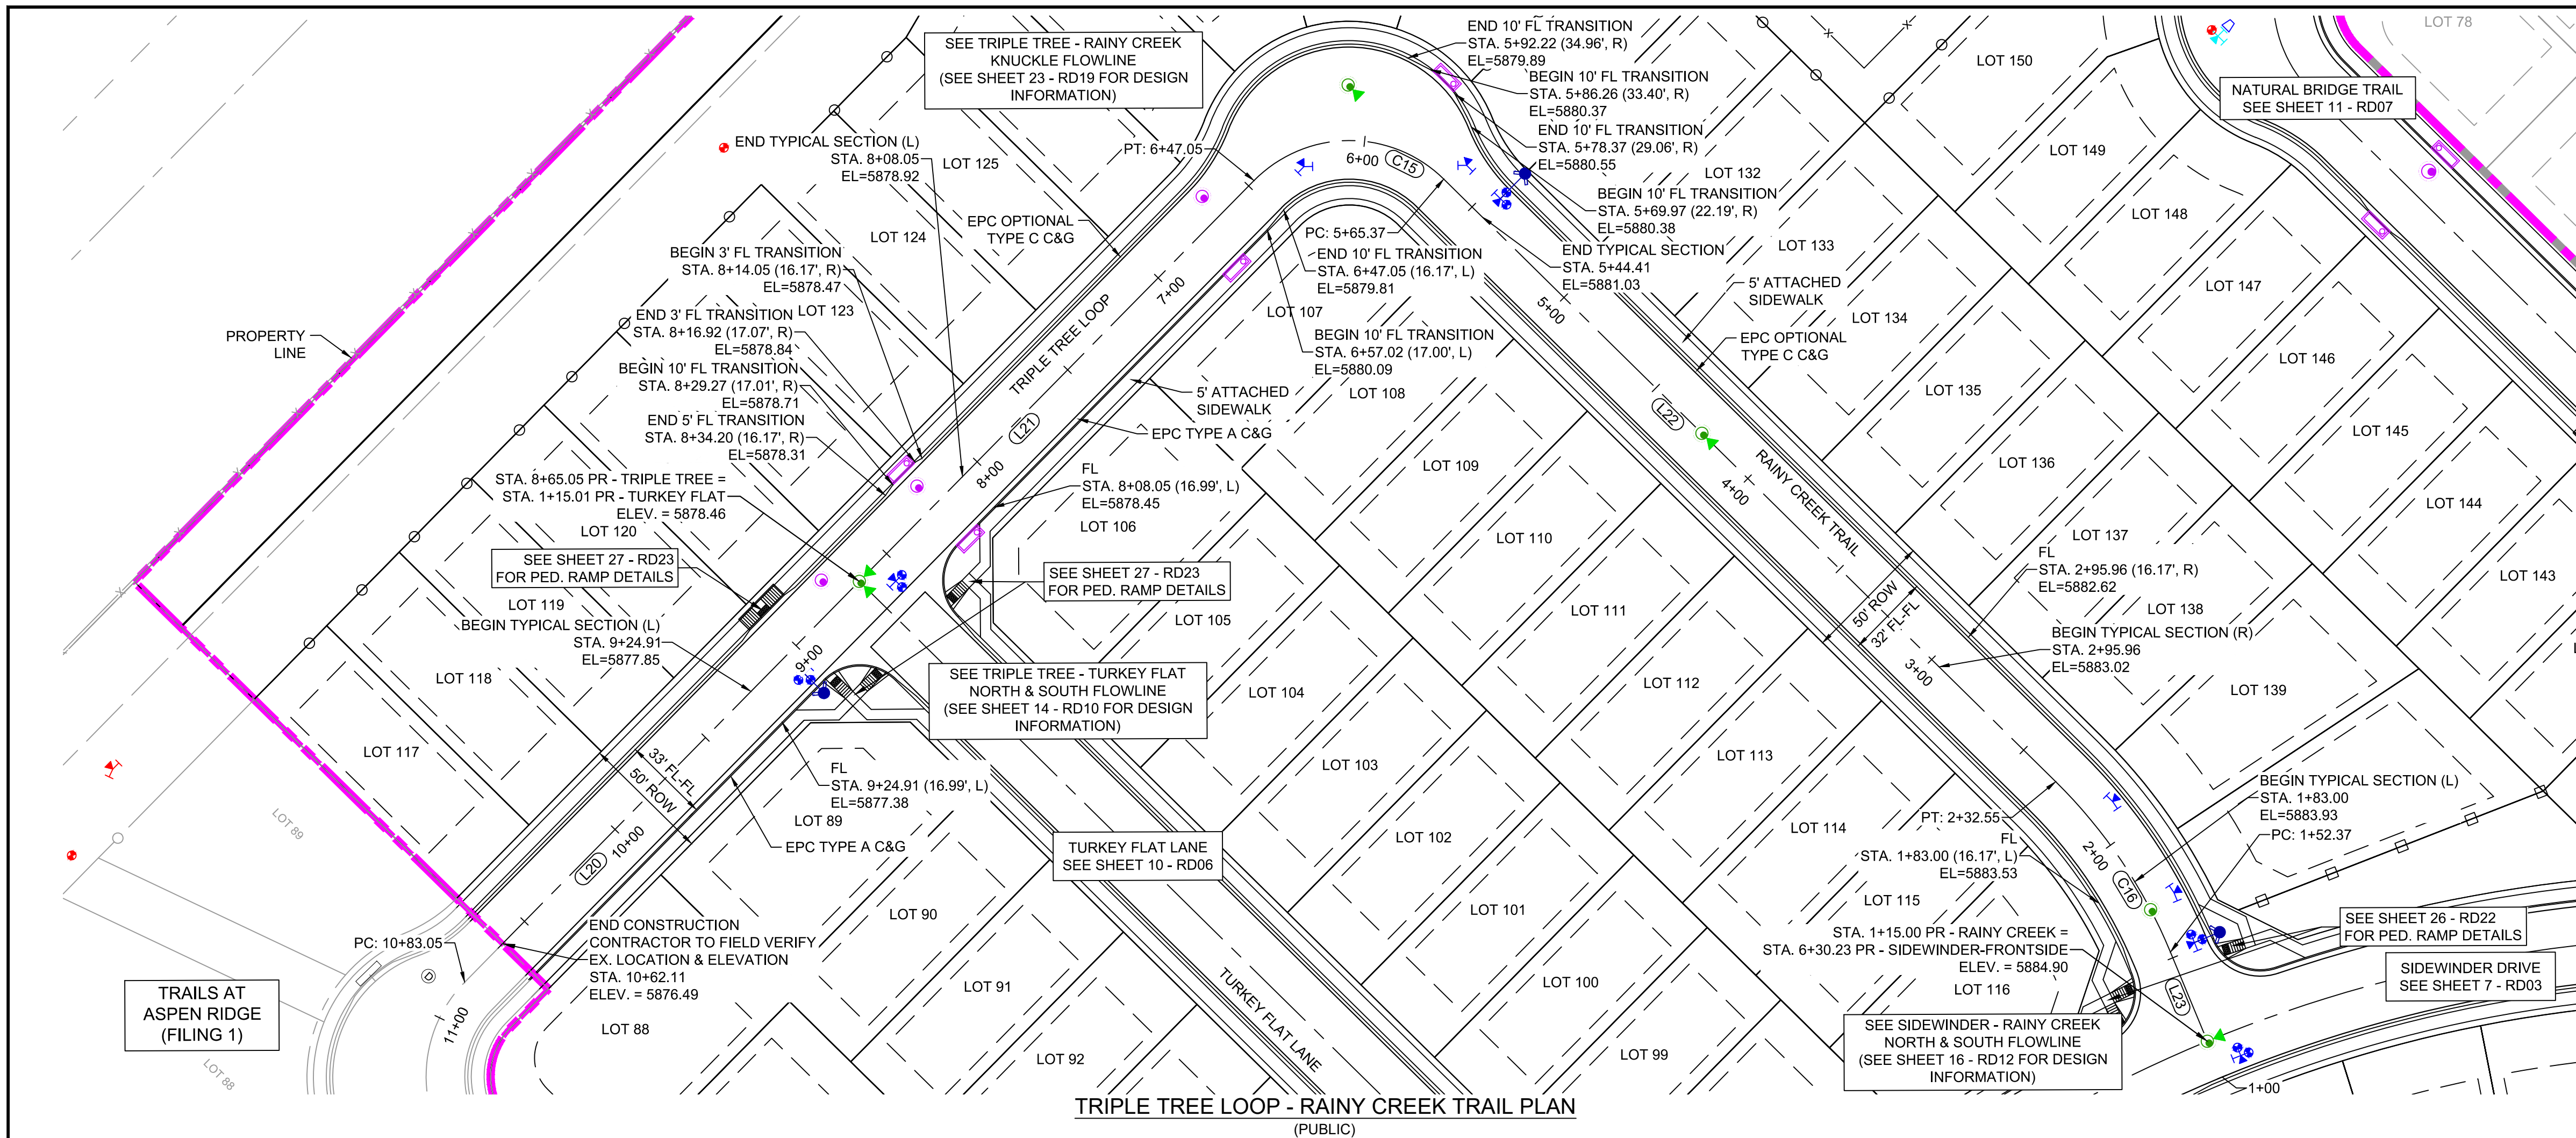 SEE TRIPLE TREE - RAINY CREEK
KNUCKLE FLOWLINE
(SEE SHEET 23 - RD19 FOR DESIGN
INFORMATION)
END 10' FL TRANSITION
STA. 5+92.22 (34.96', R)
EL=5879.89
BEGIN 10' FL TRANSITION
STA. 5+86.26 (33.40', R)
EL=5880.37
END 10' FL TRANSITION
STA. 5+78.37 (29.06', R)
EL=5880.55
BEGIN 10' FL TRANSITION
STA. 5+69.97 (22.19', R)
EL=5880.38
END TYPICAL SECTION
STA. 5+44.41
EL=5881.03
LOT 78
LOT 150
NATURAL BRIDGE TRAIL
SEE SHEET 11 - RD07
LOT 149
LOT 148
LOT 147
LOT 146
LOT 145
LOT 144
LOT 143
LOT 132
LOT 133
LOT 134
LOT 135
LOT 136
LOT 137
LOT 138
LOT 139
END TYPICAL SECTION (L)
STA. 8+08.05
EL=5878.92
LOT 125
LOT 124
LOT 123
PT: 6+47.05
6+00
C15
PC: 5+65.37
EPC OPTIONAL
TYPE C C&G
BEGIN 3' FL TRANSITION
STA. 8+14.05 (16.17', R)
EL=5878.47
END 3' FL TRANSITION
STA. 8+16.92 (17.07', R)
EL=5878.84
BEGIN 10' FL TRANSITION
STA. 8+29.27 (17.01', R)
EL=5878.71
END 5' FL TRANSITION
STA. 8+34.20 (16.17', R)
EL=5878.31
STA. 8+65.05 PR - TRIPLE TREE =
STA. 1+15.01 PR - TURKEY FLAT
ELEV. = 5878.46
LOT 120
SEE SHEET 27 - RD23
FOR PED. RAMP DETAILS
LOT 119
BEGIN TYPICAL SECTION (L)
STA. 9+24.91
EL=5877.85
LOT 118
LOT 117
PROPERTY
LINE
7+00
TRIPLE TREE LOOP
L21
8+00
END 10' FL TRANSITION
STA. 6+47.05 (16.17', L)
EL=5879.81
LOT 107
BEGIN 10' FL TRANSITION
STA. 6+57.02 (17.00', L)
EL=5880.09
LOT 108
5' ATTACHED
SIDEWALK
EPC TYPE A C&G
FL
STA. 8+08.05 (16.99', L)
EL=5878.45
LOT 106
SEE SHEET 27 - RD23
FOR PED. RAMP DETAILS
LOT 105
SEE TRIPLE TREE - TURKEY FLAT
NORTH & SOUTH FLOWLINE
(SEE SHEET 14 - RD10 FOR DESIGN
INFORMATION)
LOT 104
LOT 103
LOT 102
LOT 101
LOT 100
LOT 99
LOT 109
LOT 110
LOT 111
LOT 112
LOT 113
LOT 114
LOT 115
LOT 116
5' ATTACHED
SIDEWALK
EPC OPTIONAL
TYPE C C&G
5+00
L22
RAINY CREEK TRAIL
4+00
50' ROW
32' FL-FL
3+00
FL
STA. 2+95.96 (16.17', R)
EL=5882.62
BEGIN TYPICAL SECTION (R)
STA. 2+95.96
EL=5883.02
BEGIN TYPICAL SECTION (L)
STA. 1+83.00
EL=5883.93
PC: 1+52.37
PT: 2+32.55
FL
STA. 1+83.00 (16.17', L)
EL=5883.53
2+00
C16
STA. 1+15.00 PR - RAINY CREEK =
STA. 6+30.23 PR - SIDEWINDER-FRONTSIDE
ELEV. = 5884.90
L23
SEE SHEET 26 - RD22
FOR PED. RAMP DETAILS
SIDEWINDER DRIVE
SEE SHEET 7 - RD03
SEE SIDEWINDER - RAINY CREEK
NORTH & SOUTH FLOWLINE
(SEE SHEET 16 - RD12 FOR DESIGN
INFORMATION)
1+00
9+00
33' FL-FL
50' ROW
FL
STA. 9+24.91 (16.99', L)
EL=5877.38
LOT 89
EPC TYPE A C&G
10+00
L20
TURKEY FLAT LANE
SEE SHEET 10 - RD06
LOT 90
LOT 91
LOT 92
LOT 88
TURKEY FLAT LANE
END CONSTRUCTION
CONTRACTOR TO FIELD VERIFY
EX. LOCATION & ELEVATION
STA. 10+62.11
ELEV. = 5876.49
PC: 10+83.05
D
11+00
LOT 89
LOT 88
TRAILS AT
ASPEN RIDGE
(FILING 1)
TRIPLE TREE LOOP - RAINY CREEK TRAIL PLAN
(PUBLIC)